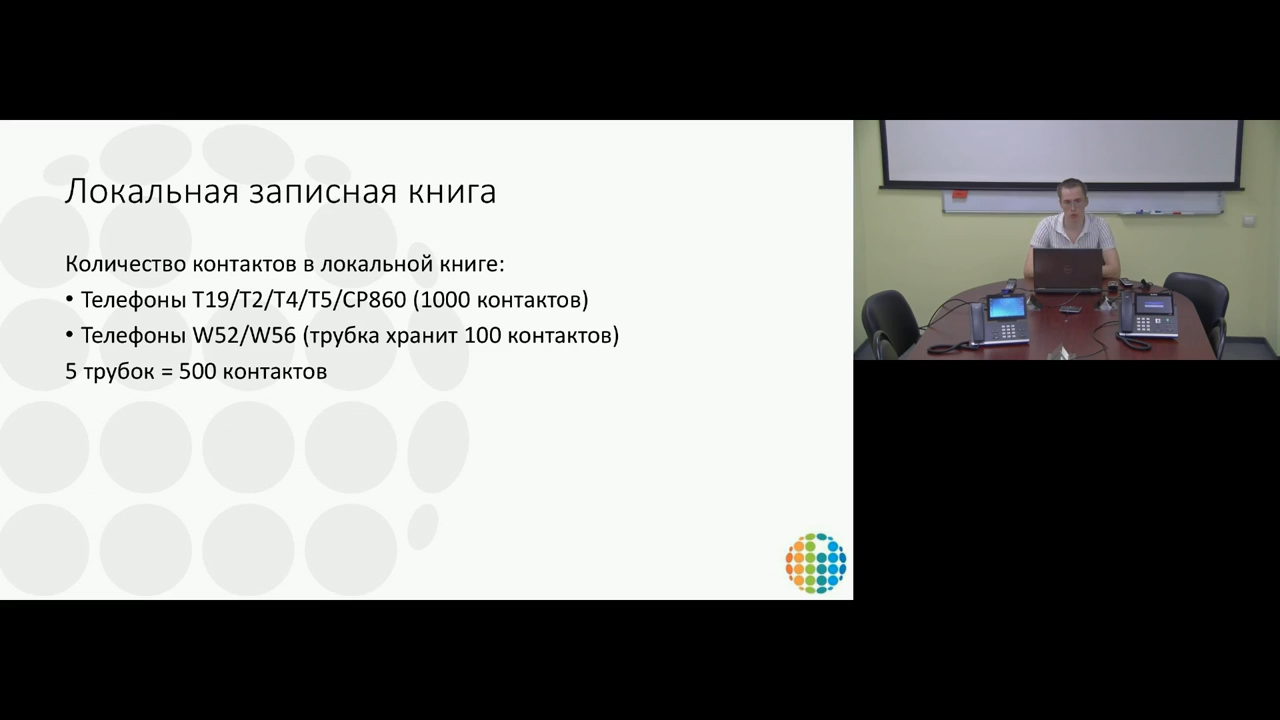 Локальная записная книга
Количество контактов в локальной книге:
• Телефоны T19/T2/T4/T5/CP860 (1000 контактов)
• Телефоны W52/W56 (трубка хранит 100 контактов)
5 трубок = 500 контактов